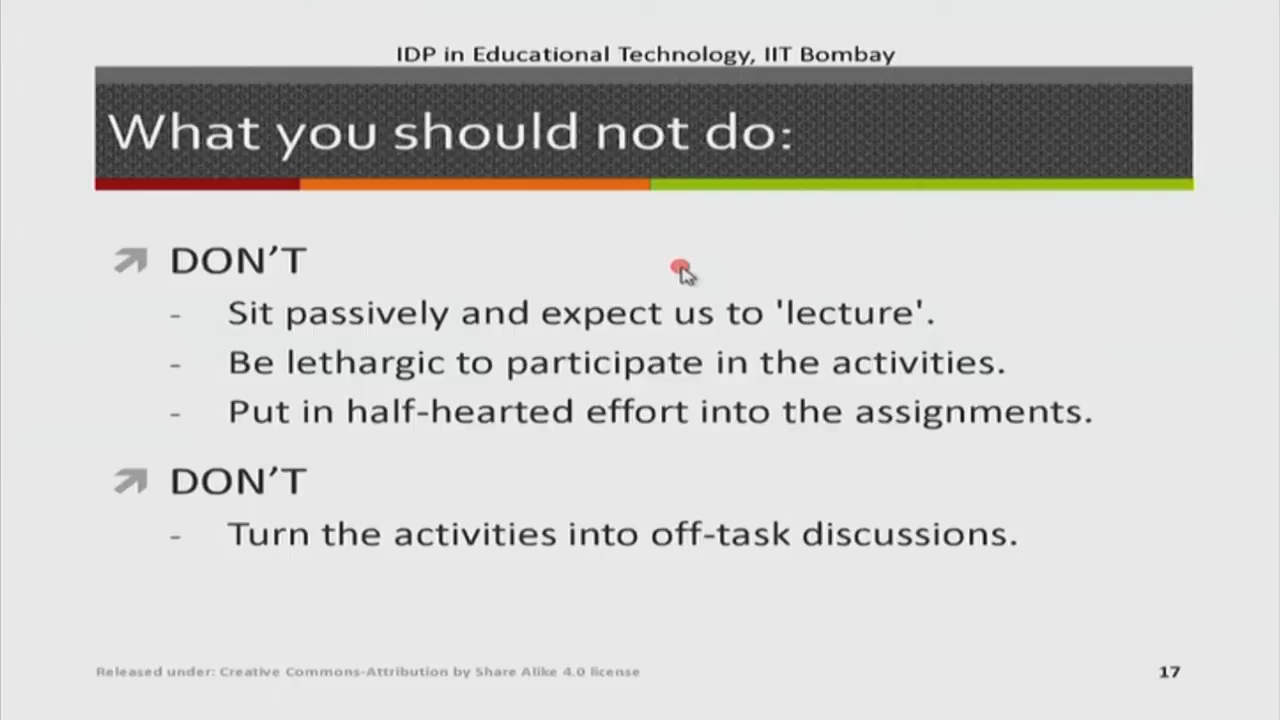 IDP in Educational Technology, IIT Bombay
What you should not do:
DON’T
- Sit passively and expect us to 'lecture'.
- Be lethargic to participate in the activities.
- Put in half-hearted effort into the assignments.
DON’T
- Turn the activities into off-task discussions.
Released under: Creative Commons-Attribution by Share Alike 4.0 license
17